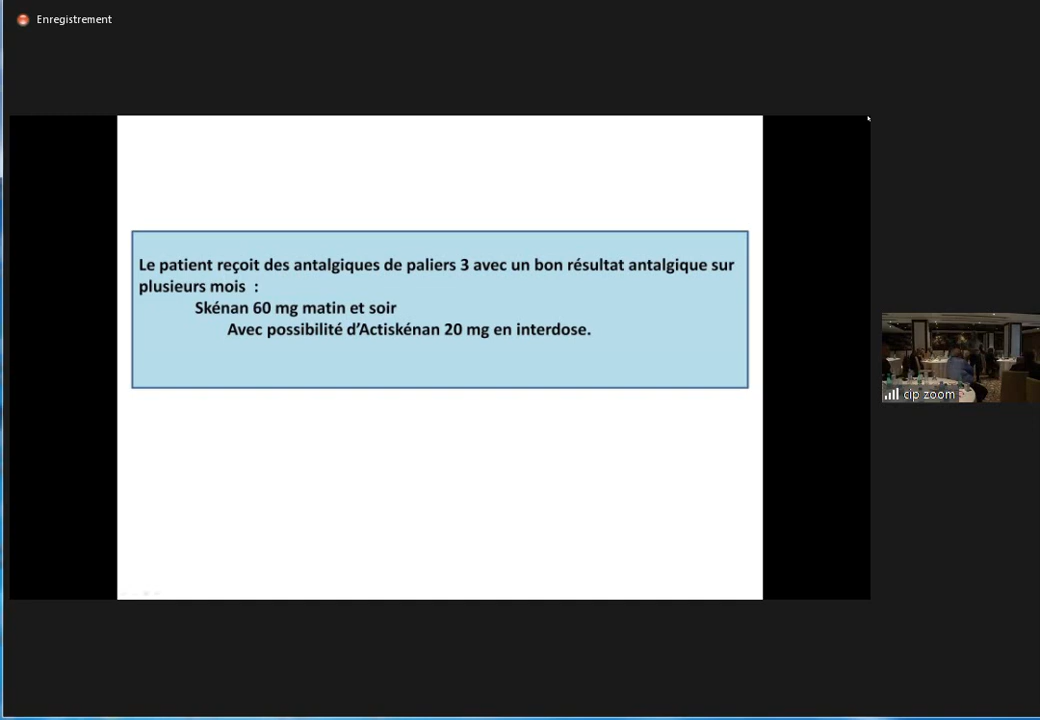 Enregistrement
Le patient reçoit des antalgiques de paliers 3 avec un bon résultat antalgique sur
plusieurs mois :
Skénan 60 mg matin et soir
Avec possibilité d'Actiskénan 20 mg en interdose.
cip zoom